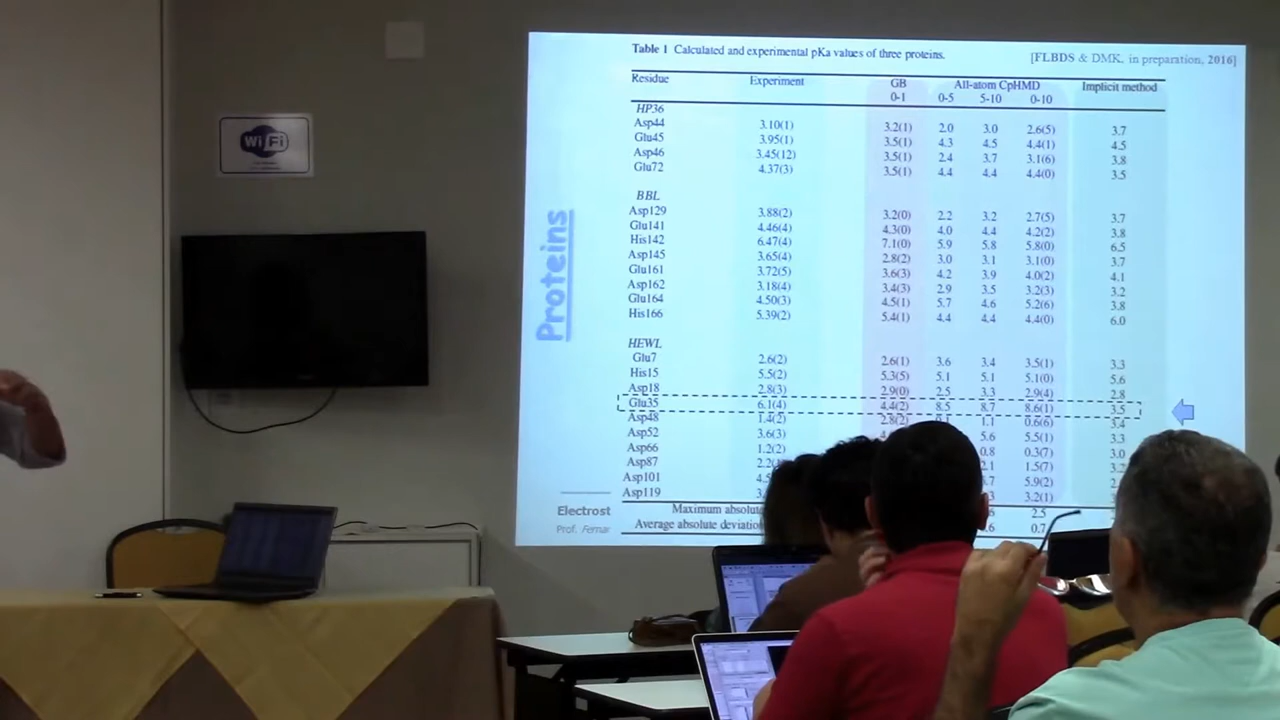 Table 1 Calculated and experimental pKa values of three proteins.
[FLBDS & DMK, in preparation, 2016]
Residue Experiment GB All-atom CpHMD Implicit method
0-1 0-5 5-10 0-10
HP36
Asp44 3.10(1) 3.2(1) 2.0 3.0 2.6(5) 3.7
Glu45 3.95(1) 3.5(1) 4.3 4.5 4.4(1) 4.5
Asp46 3.45(12) 3.5(1) 2.4 3.7 3.1(6) 3.8
Glu72 4.37(3) 3.5(1) 4.4 4.4 4.4(0) 3.5
BBL
Asp129 3.88(2) 3.2(0) 2.2 3.2 2.7(5) 3.7
Glu141 4.46(4) 4.3(0) 4.0 4.4 4.2(2) 3.8
His142 6.47(4) 7.1(0) 5.9 5.8 5.8(0) 6.5
Asp145 3.65(4) 2.8(2) 3.0 3.1 3.1(0) 3.7
Glu161 3.72(5) 3.6(3) 4.2 3.9 4.0(2) 4.1
Asp162 3.18(4) 3.4(3) 2.9 3.5 3.2(3) 3.2
Glu164 4.50(3) 4.5(1) 5.7 4.6 5.2(6) 3.8
His166 5.39(2) 5.4(1) 4.4 4.4 4.4(0) 6.0
HEWL
Glu7 2.6(2) 2.6(1) 3.6 3.4 3.5(1) 3.3
His15 5.5(2) 5.3(5) 5.1 5.1 5.1(0) 5.6
Asp18 2.8(3) 2.9(0) 2.5 3.3 2.9(4) 2.8
Glu35 6.1(4) 4.4(2) 8.5 8.7 8.6(1) 3.5
Asp48 1.4(2) 2.8(2) 1.1 0.6(6) 3.4
Asp52 3.6(3) 5.6 5.5(1) 3.3
Asp66 1.2(2) 0.8 0.3(7) 3.0
Asp87 2.1 1.5(7)
Asp101 5.9(2)
Asp119 3.2(1)
Maximum absolut 2.5
Average absolute deviatio 0.7
Proteins
Electrost
Prof. Fernar
Wi Fi